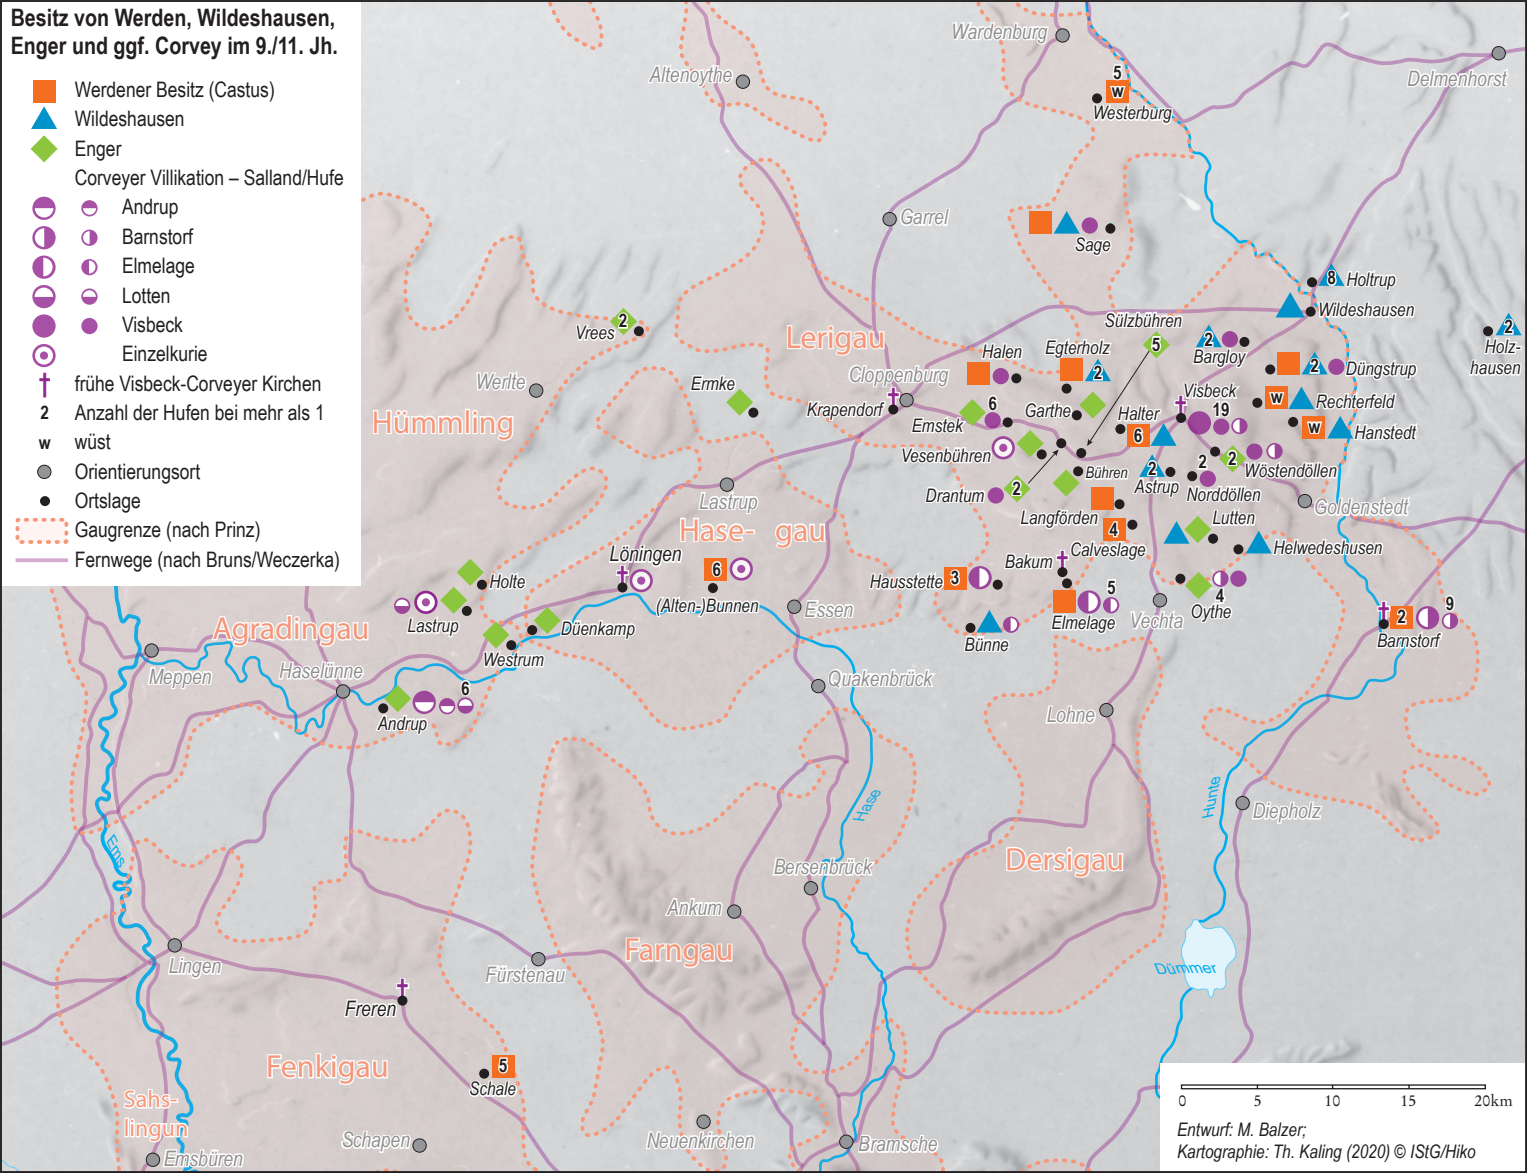 Besitz von Werden, Wildeshausen,
Enger und ggf. Corvey im 9./11. Jh.
Werdener Besitz (Castus)
Wildeshausen
Enger
Corveyer Villikation – Salland/Hufe
Andrup
Barnstorf
Elmelage
Lotten
Visbeck
Einzelkurie
frühe Visbeck-Corveyer Kirchen
2 Anzahl der Hufen bei mehr als 1
w wüst
Orientierungsort
Ortslage
Gaugrenze (nach Prinz)
Fernwege (nach Bruns/Weczerka)
Wardenburg
Altenoythe
Delmenhorst
5
w
Westerburg
Garrel
Sage
8 Holtrup
Wildeshausen
2
Holz-
hausen
Vrees 2
Lerigau
Sülzbühren
5
Halen
Egterholz
2
2
Bargloy
2 Düngstrup
Werlte
Ermke
Cloppenburg
Krapendorf
Hümmling
Visbeck
19
w Rechterfeld
w Hanstedt
6
Emstek
Garthe
Halter
6
Vesenbühren
Bühren
2
Astrup
2
Norddöllen
2
Wöstendöllen
Drantum 2
Goldenstedt
Lastrup
Hase- gau
Langförden
4
Calveslage
Lutten
Helwedeshusen
Löningen
6
(Alten-)Bunnen
Holte
Lastrup
Bakum
Hausstette 3
5
Elmelage
4
Oythe
Essen
Bünne
Vechta
9
2
Barnstorf
Agradingau
Düenkamp
Westrum
Meppen
Haselünne
6
Andrup
Quakenbrück
Lohne
Hase
Hunte
Diepholz
Ems
Dersigau
Bersenbrück
Ankum
Farngau
Lingen
Fürstenau
Dümmer
Freren
Fenkigau
5
Schale
Sahs-
lingun
Schapen
Neuenkirchen
Bramsche
Emsbüren
0 5 10 15 20km
Entwurf: M. Balzer;
Kartographie: Th. Kaling (2020) © IStG/Hiko